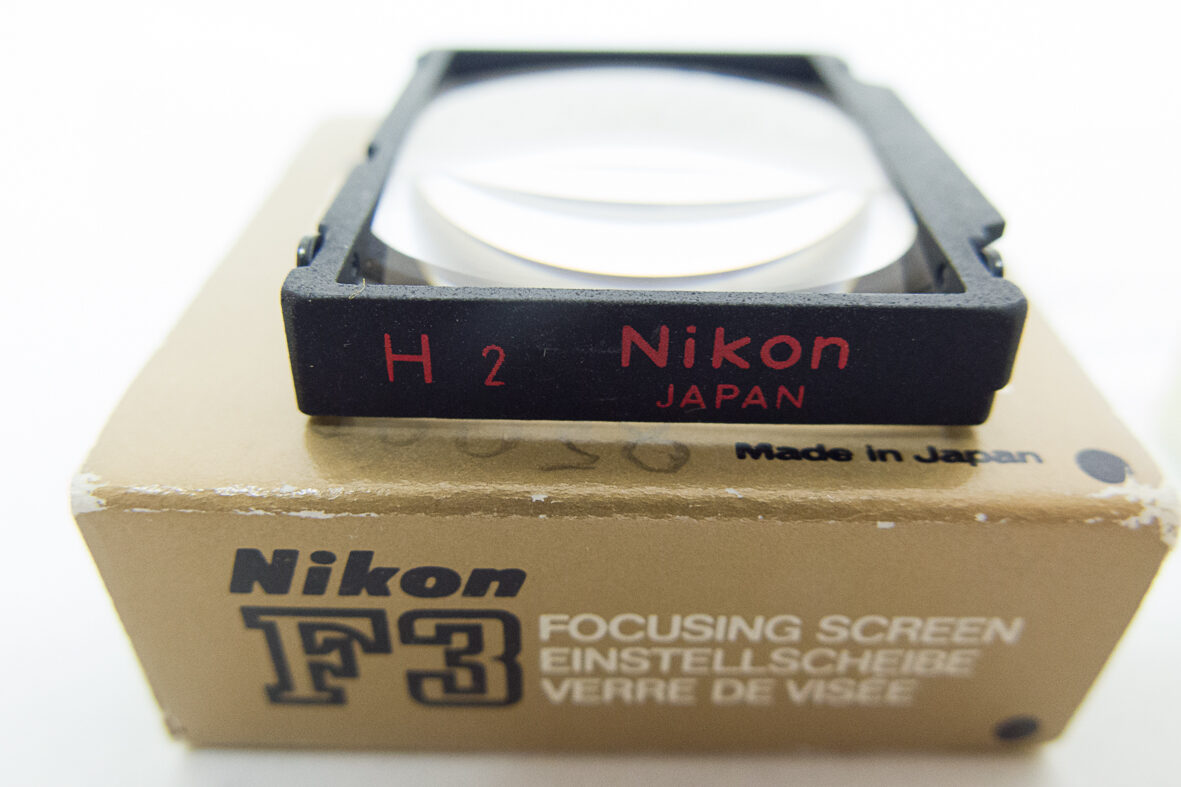 H 2 Nikon
JAPAN
Made in Japan
Nikon
F3
FOCUSING SCREEN
EINSTELLSCHEIBE
VERRE DE VISÉE